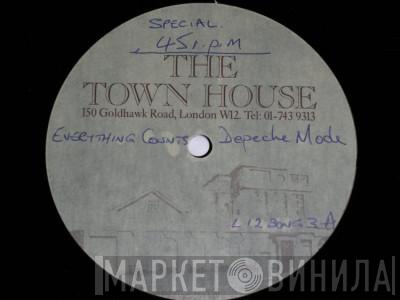 SPECIAL.
45 r.p.m
THE
TOWN HOUSE
150 Goldhawk Road, London W12. Tel: 01-743 9313
EVERYTHING COUNTS Depeche Mode
L12 BONG 3 A
МАРКЕТ ВИНИЛА